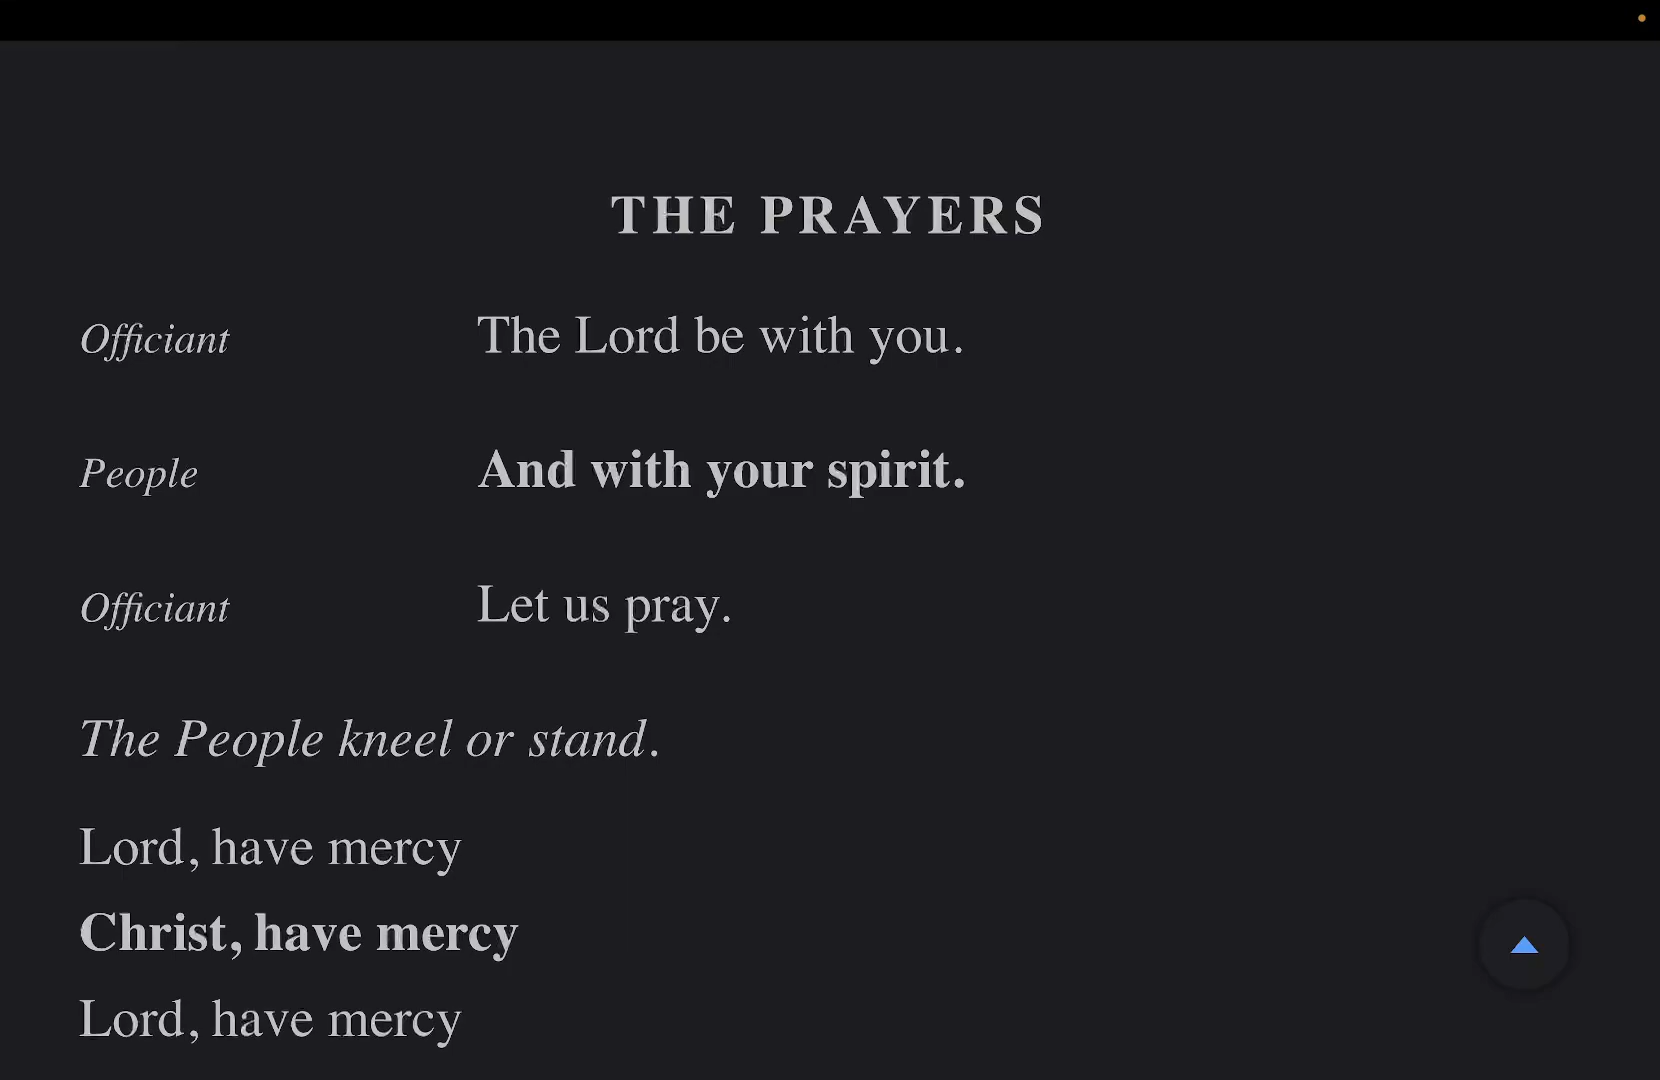 THE PRAYERS
Officiant The Lord be with you.
People And with your spirit.
Officiant Let us pray.
The People kneel or stand.
Lord, have mercy
Christ, have mercy
Lord, have mercy